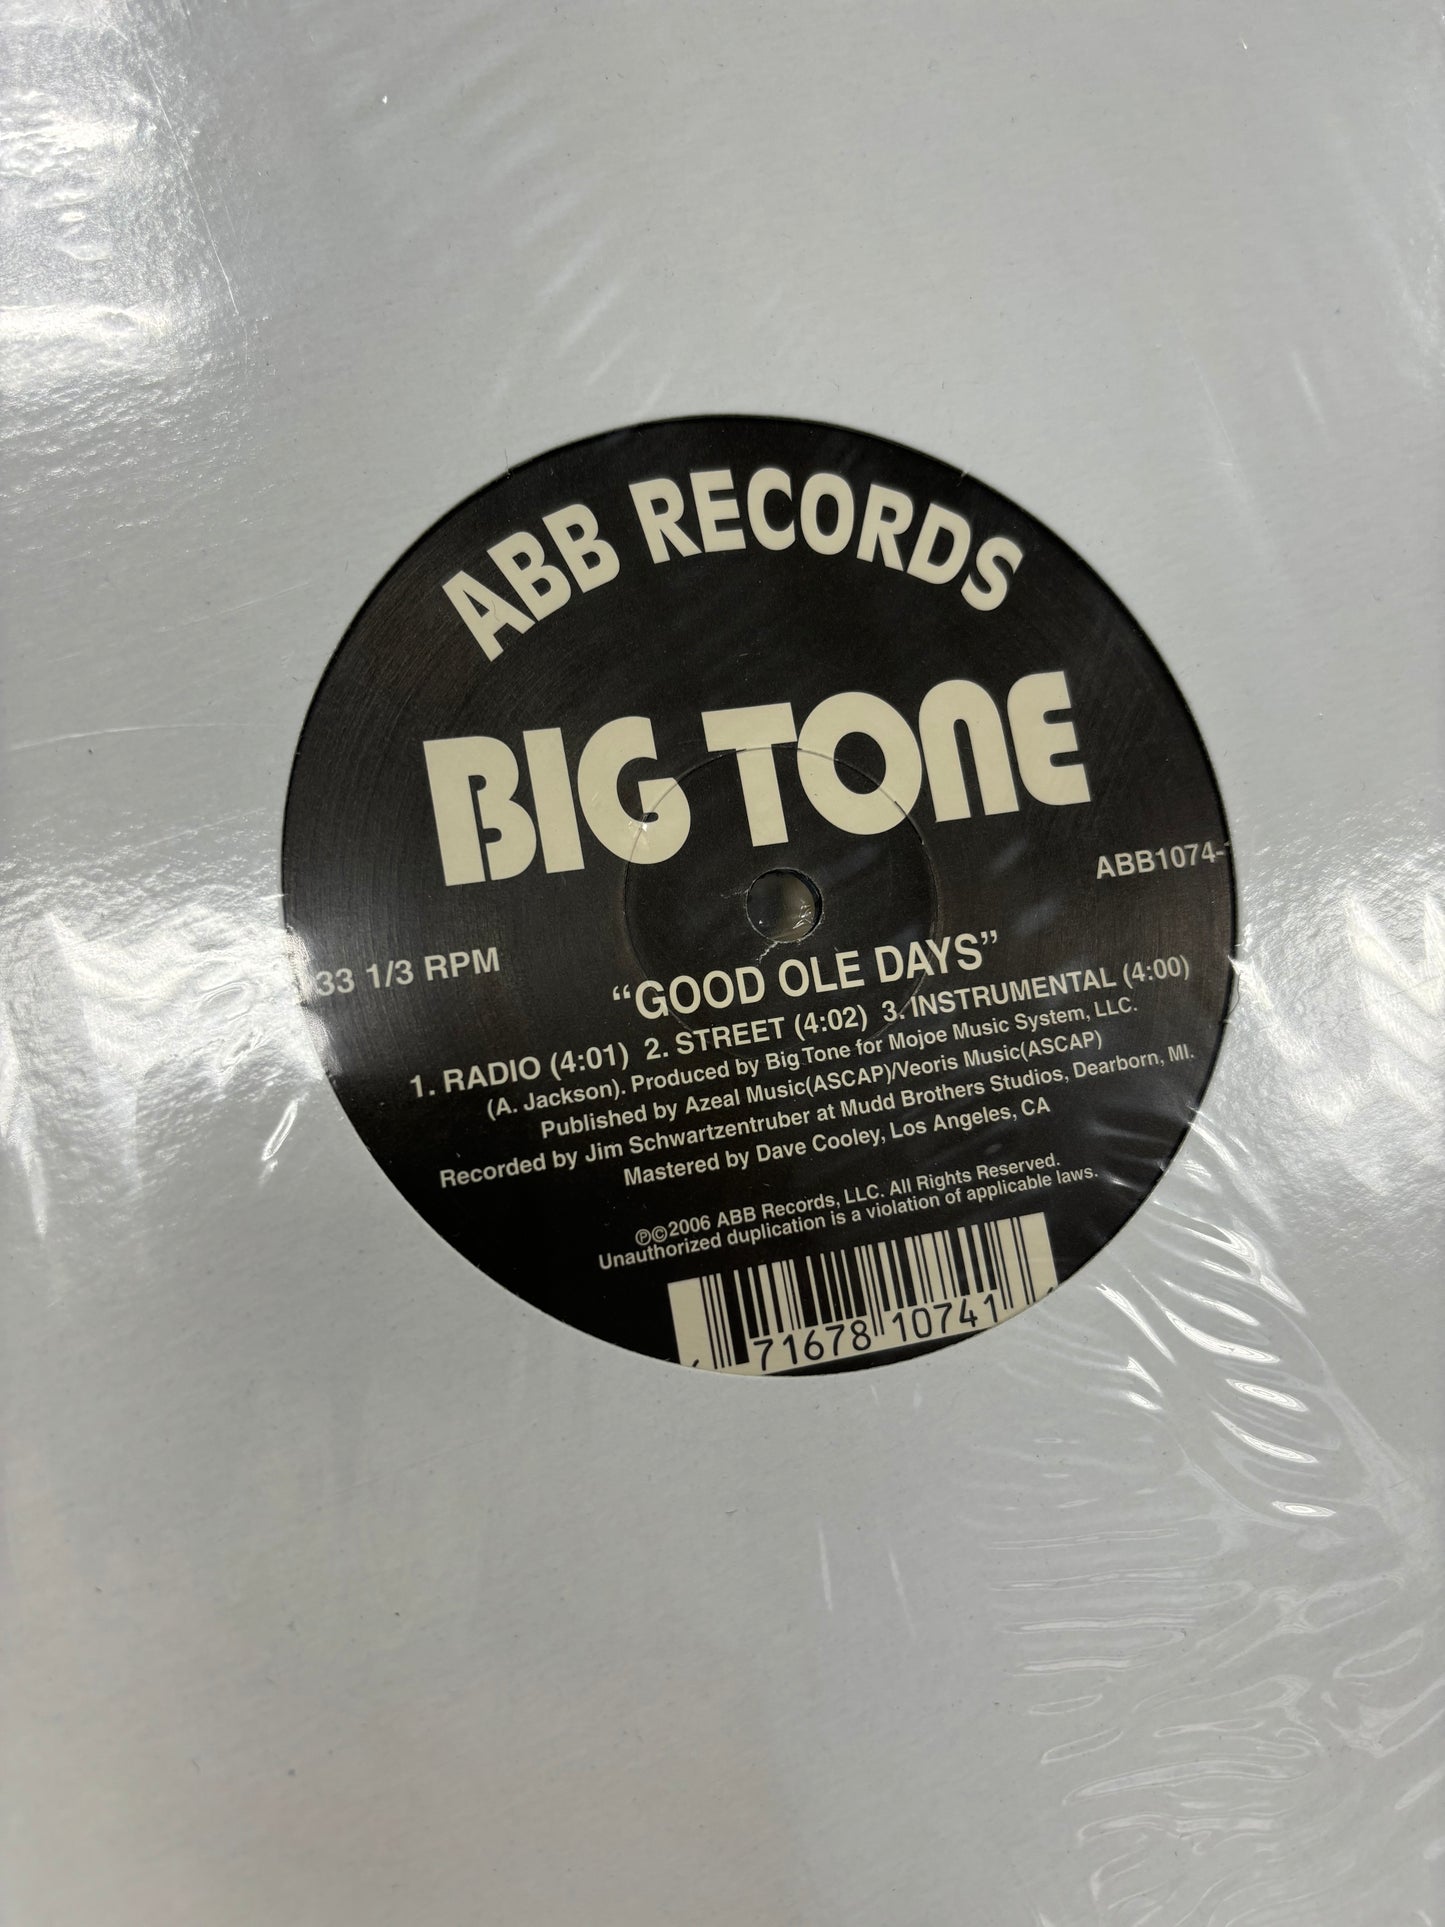 ABB RECORDS
BIG TONE
ABB1074-1
33 1/3 RPM
“GOOD OLE DAYS”
1. RADIO (4:01) 2. STREET (4:02) 3. INSTRUMENTAL (4:00)
(A. Jackson). Produced by Big Tone for Mojoe Music System, LLC.
Published by Azeal Music(ASCAP)/Veoris Music(ASCAP)
Recorded by Jim Schwartzentruber at Mudd Brothers Studios, Dearborn, MI.
Mastered by Dave Cooley, Los Angeles, CA
℗©2006 ABB Records, LLC. All Rights Reserved.
Unauthorized duplication is a violation of applicable laws.
71678 10741